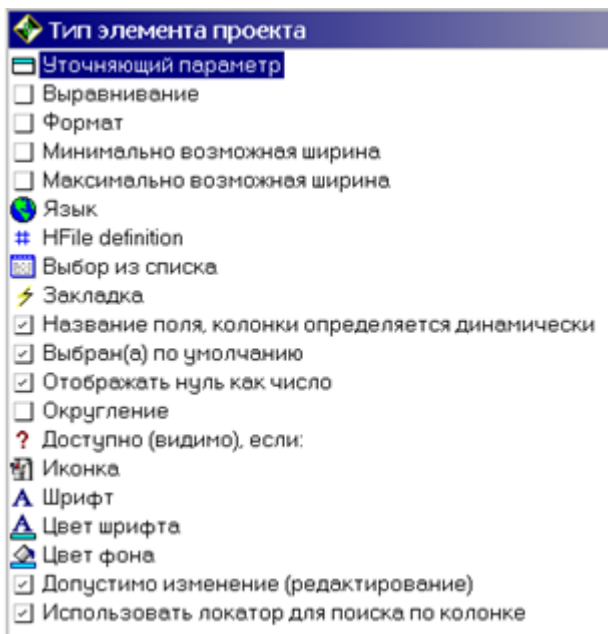 Тип элемента проекта
Уточняющий параметр
Выравнивание
Формат
Минимально возможная ширина
Максимально возможная ширина
Язык
HFile definition
Выбор из списка
Закладка
Название поля, колонки определяется динамически
Выбран(а) по умолчанию
Отображать нуль как число
Округление
Доступно (видимо), если:
Иконка
Шрифт
Цвет шрифта
Цвет фона
Допустимо изменение (редактирование)
Использовать локатор для поиска по колонке